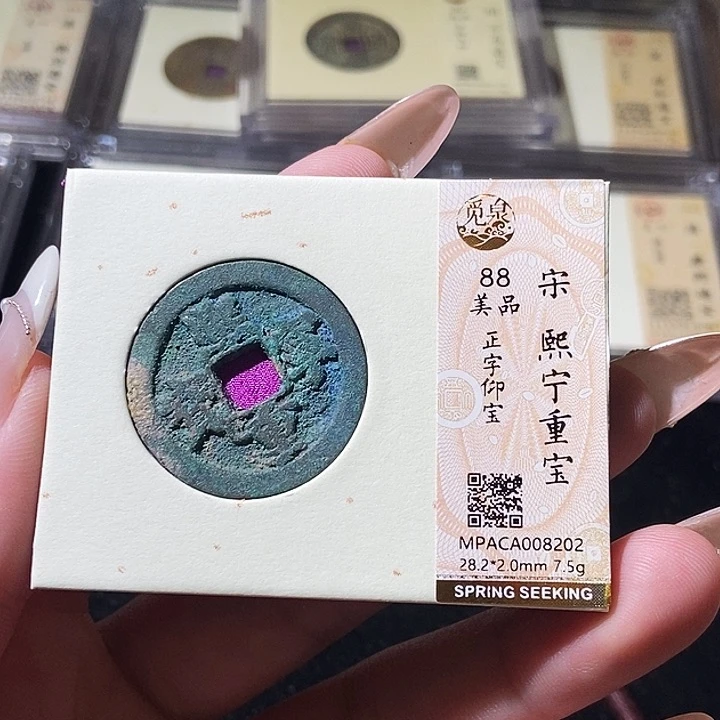 觅泉
88
美品
正字仰宝
宋 熙宁重宝
MPACA008202
28.2*2.0mm 7.5g
SPRING SEEKING